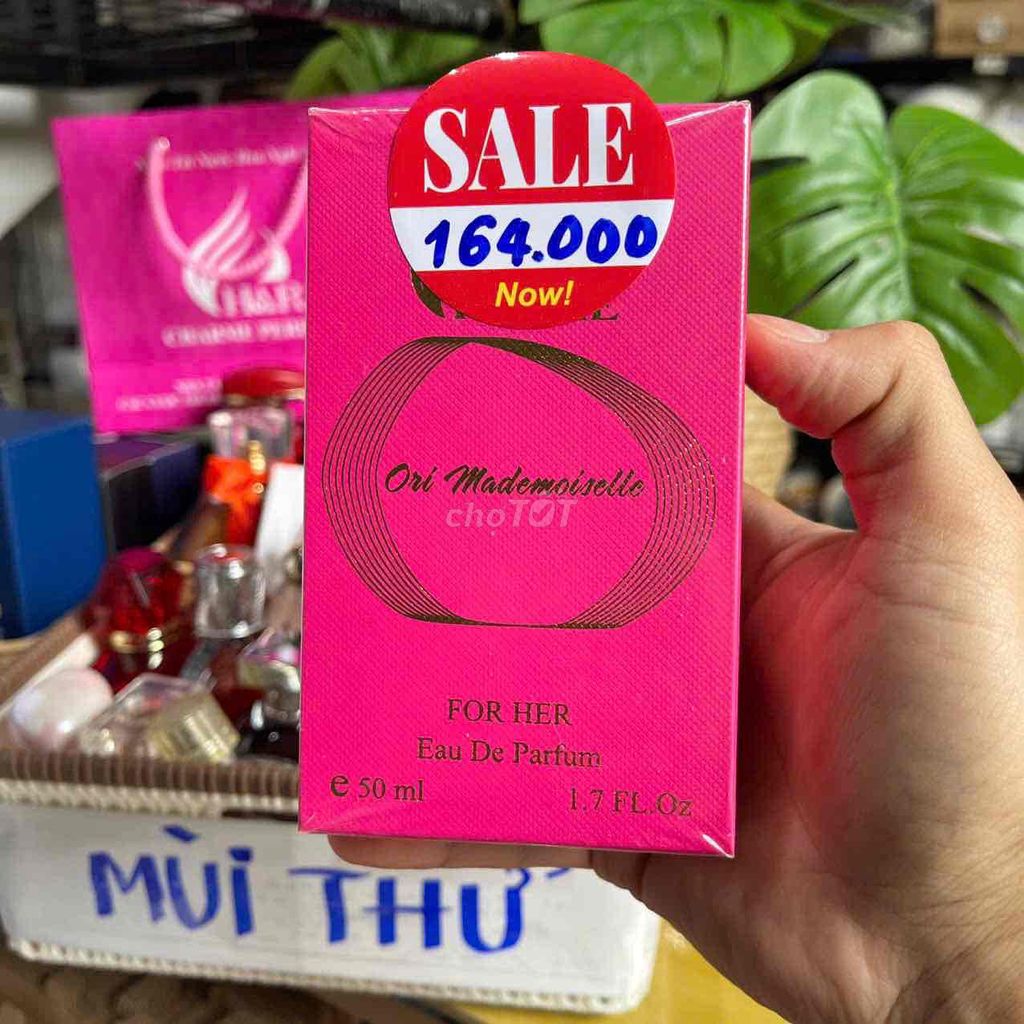 SALE
164.000
Now!
Ori Mademoiselle
choTỐT
FOR HER
Eau De Parfum
e 50 ml
1.7 FL.Oz
H&R
MÙI THỬ